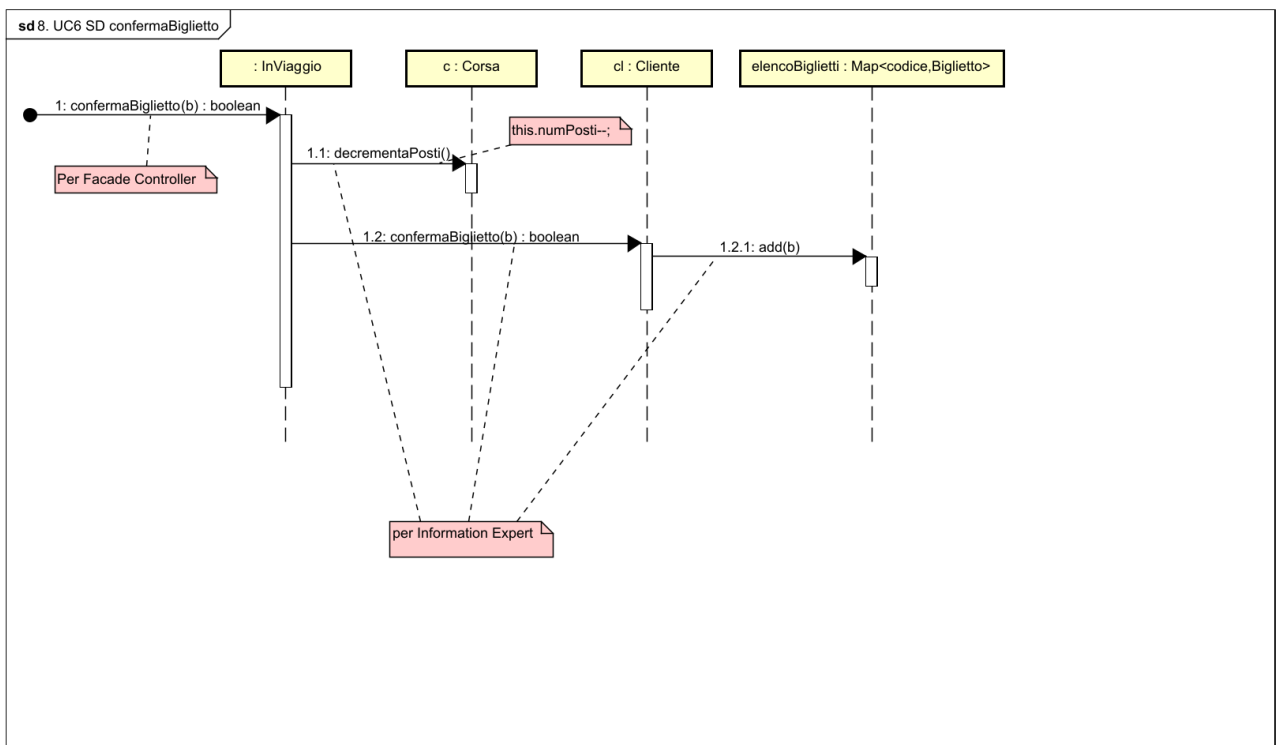 sd 8. UC6 SD confermaBiglietto
: InViaggio
c : Corsa
cl : Cliente
elencoBiglietti : Map<codice,Biglietto>
1: confermaBiglietto(b) : boolean
this.numPosti--;
1.1: decrementaPosti()
Per Facade Controller
1.2: confermaBiglietto(b) : boolean
1.2.1: add(b)
per Information Expert